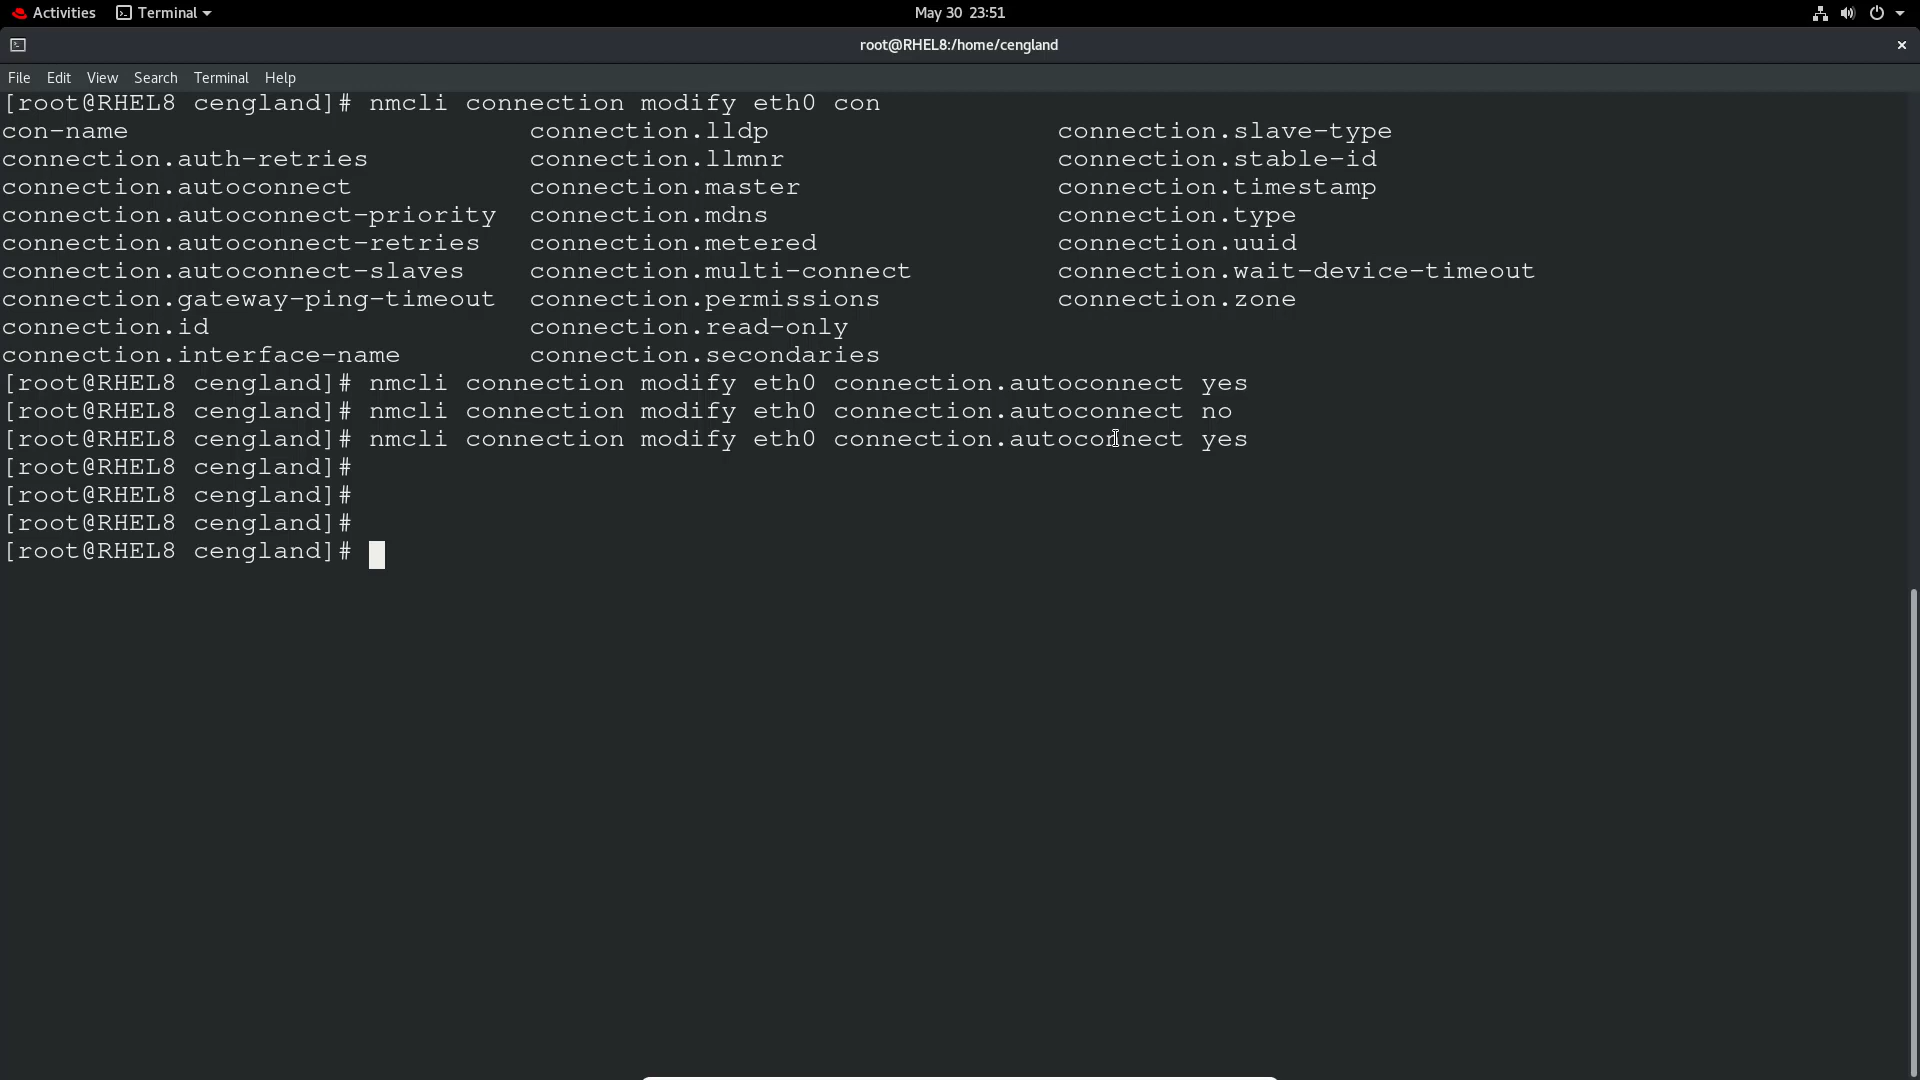 Activities Terminal May 30 23:51
root@RHEL8:/home/cengland
File Edit View Search Terminal Help
[root@RHEL8 cengland]# nmcli connection modify eth0 con
con-name connection.lldp connection.slave-type
connection.auth-retries connection.llmnr connection.stable-id
connection.autoconnect connection.master connection.timestamp
connection.autoconnect-priority connection.mdns connection.type
connection.autoconnect-retries connection.metered connection.uuid
connection.autoconnect-slaves connection.multi-connect connection.wait-device-timeout
connection.gateway-ping-timeout connection.permissions connection.zone
connection.id connection.read-only
connection.interface-name connection.secondaries
[root@RHEL8 cengland]# nmcli connection modify eth0 connection.autoconnect yes
[root@RHEL8 cengland]# nmcli connection modify eth0 connection.autoconnect no
[root@RHEL8 cengland]# nmcli connection modify eth0 connection.autoconnect yes
[root@RHEL8 cengland]#
[root@RHEL8 cengland]#
[root@RHEL8 cengland]#
[root@RHEL8 cengland]#